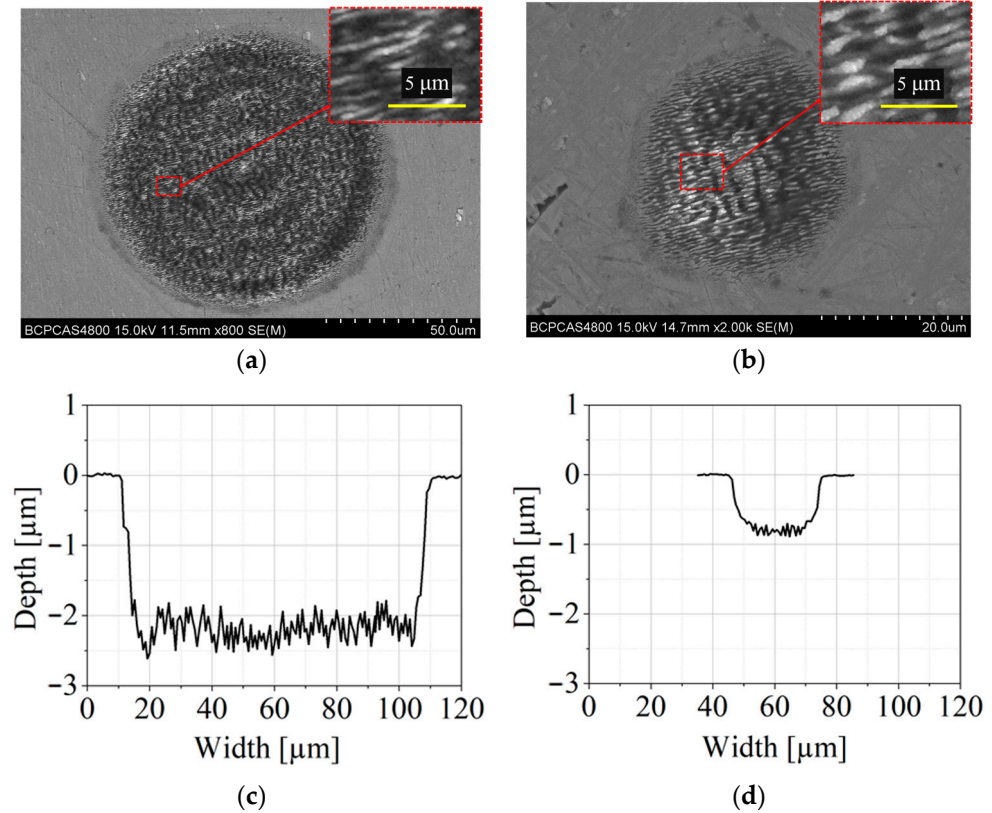 5 μm
5 μm
BCPCAS4800 15.0kV 11.5mm x800 SE(M)
50.0um
BCPCAS4800 15.0kV 14.7mm x2.00k SE(M)
20.0um
(a)
(b)
1
0
−1
−2
−3
Depth [μm]
0 20 40 60 80 100 120
Width [μm]
1
0
−1
−2
−3
Depth [μm]
0 20 40 60 80 100 120
Width [μm]
(c)
(d)